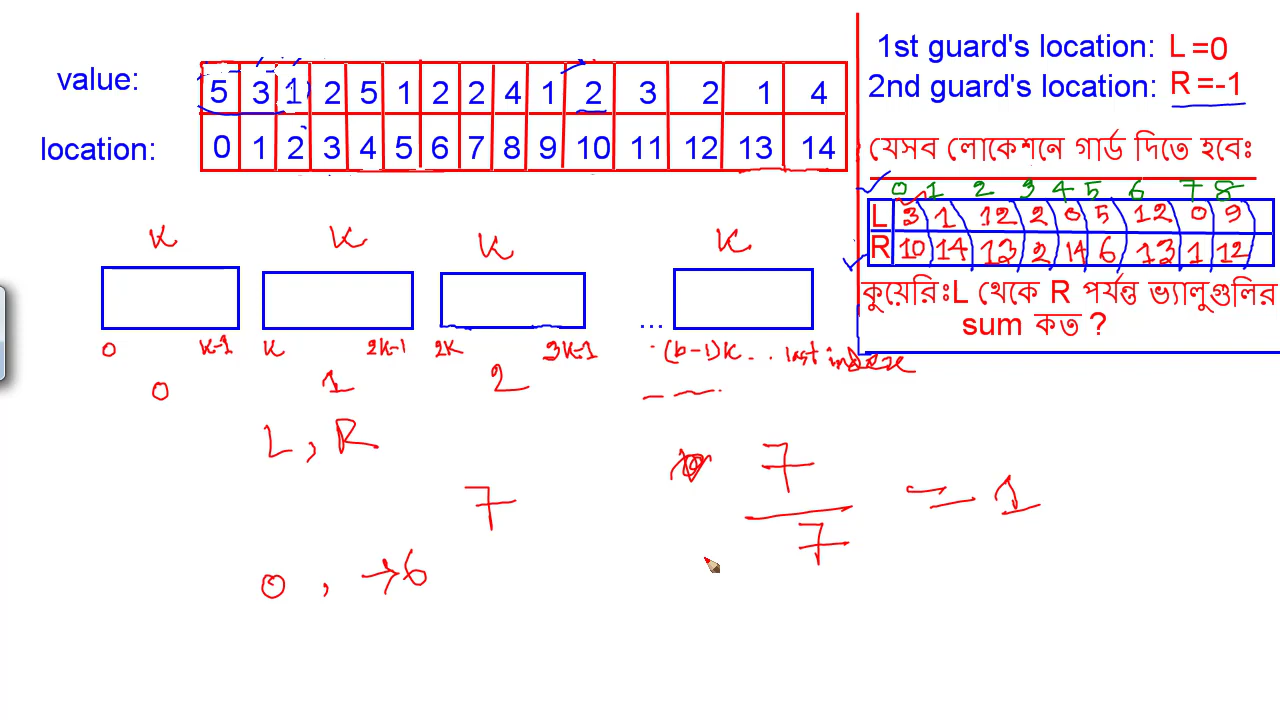 value: 5 3 1 2 5 1 2 2 4 1 2 3 2 1 4
location: 0 1 2 3 4 5 6 7 8 9 10 11 12 13 14
1st guard's location: L =0
2nd guard's location: R =-1
যেসব লোকেশনে গার্ড দিতে হবেঃ
0 1 2 3 4 5 6 7 8
L 3 1 12 2 0 5 12 0 9
R 10 14 13 2 14 6 13 1 12
কুয়েরিঃL থেকে R পর্যন্ত ভ্যালুগুলির
sum কত ?
K K K K
...
0 K-1 K 2K-1 2K 3K-1 (b-1)K .. last index
0 1 2
L, R
7
7
7 = 1
0, →6